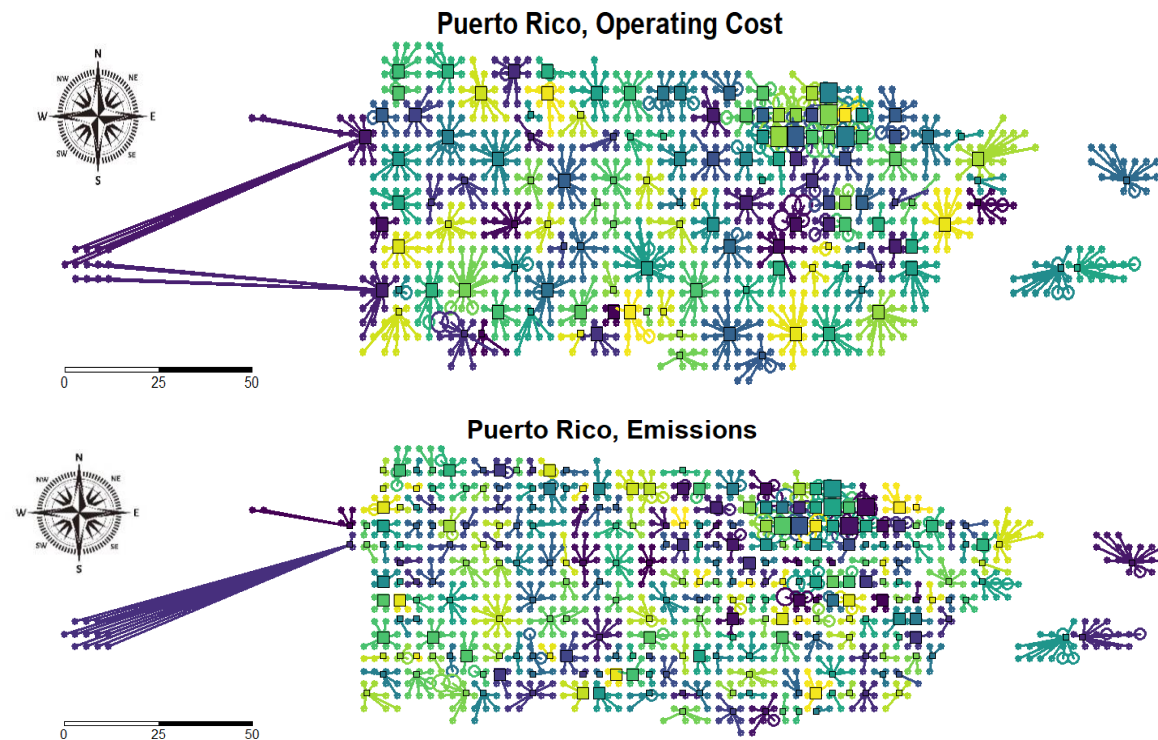 Puerto Rico, Operating Cost
N
NW NE
W E
SW SE
S
0 25 50
Puerto Rico, Emissions
N
NW NE
W E
SW SE
S
0 25 50